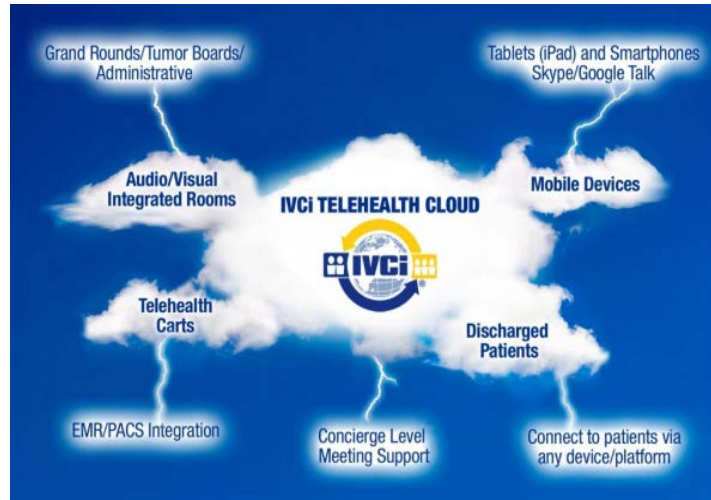 Grand Rounds/Tumor Boards/
Administrative
Tablets (iPad) and Smartphones
Skype/Google Talk
Audio/Visual
Integrated Rooms
IVCi TELEHEALTH CLOUD
Mobile Devices
IVCi
®
Telehealth
Carts
Discharged
Patients
EMR/PACS Integration
Concierge Level
Meeting Support
Connect to patients via
any device/platform